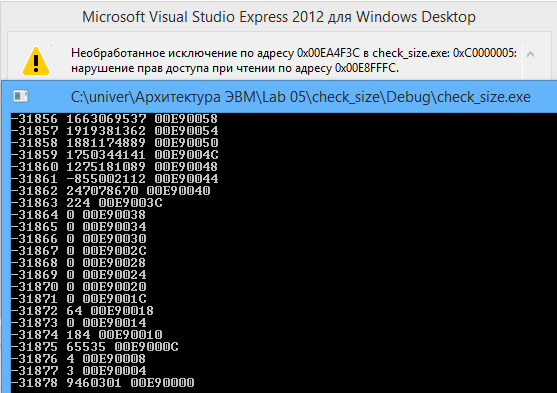 Microsoft Visual Studio Express 2012 для Windows Desktop
Необработанное исключение по адресу 0x00EA4F3C в check_size.exe: 0xC0000005:
нарушение прав доступа при чтении по адресу 0x00E8FFFC.
C:\univer\Архитектура ЭВМ\Lab 05\check_size\Debug\check_size.exe
-31856 1663069537 00E90058
-31857 1919381362 00E90054
-31858 1881174889 00E90050
-31859 1750344141 00E9004C
-31860 1275181089 00E90048
-31861 -855002112 00E90044
-31862 247078670 00E90040
-31863 224 00E9003C
-31864 0 00E90038
-31865 0 00E90034
-31866 0 00E90030
-31867 0 00E9002C
-31868 0 00E90028
-31869 0 00E90024
-31870 0 00E90020
-31871 0 00E9001C
-31872 64 00E90018
-31873 0 00E90014
-31874 184 00E90010
-31875 65535 00E9000C
-31876 4 00E90008
-31877 3 00E90004
-31878 9460301 00E90000